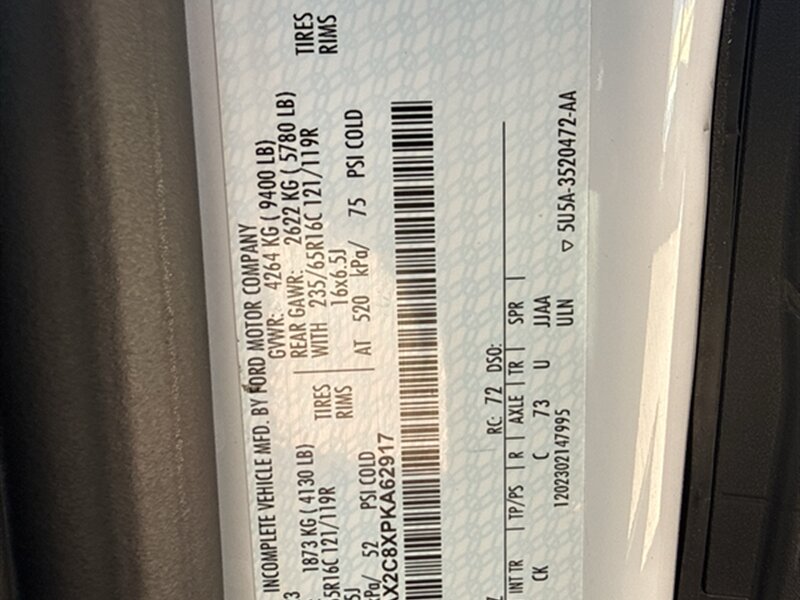 INCOMPLETE VEHICLE MFD. BY FORD MOTOR COMPANY
GVWR: 4264 KG ( 9400 LB)
1873 KG ( 4130 LB) REAR GAWR: 2622 KG ( 5780 LB)
5R16C 121/119R TIRES WITH 235/65R16C 121/119R TIRES
RIMS 16x6.5J RIMS
kPa/ 52 PSI COLD AT 520 kPa/ 75 PSI COLD
X2C8XPKA62917
RC: 72 DSO:
INT TR TP/PS R AXLE TR SPR
CK C 73 U JJAA
1202302147995 ULN
▽ 5U5A-3520472-AA